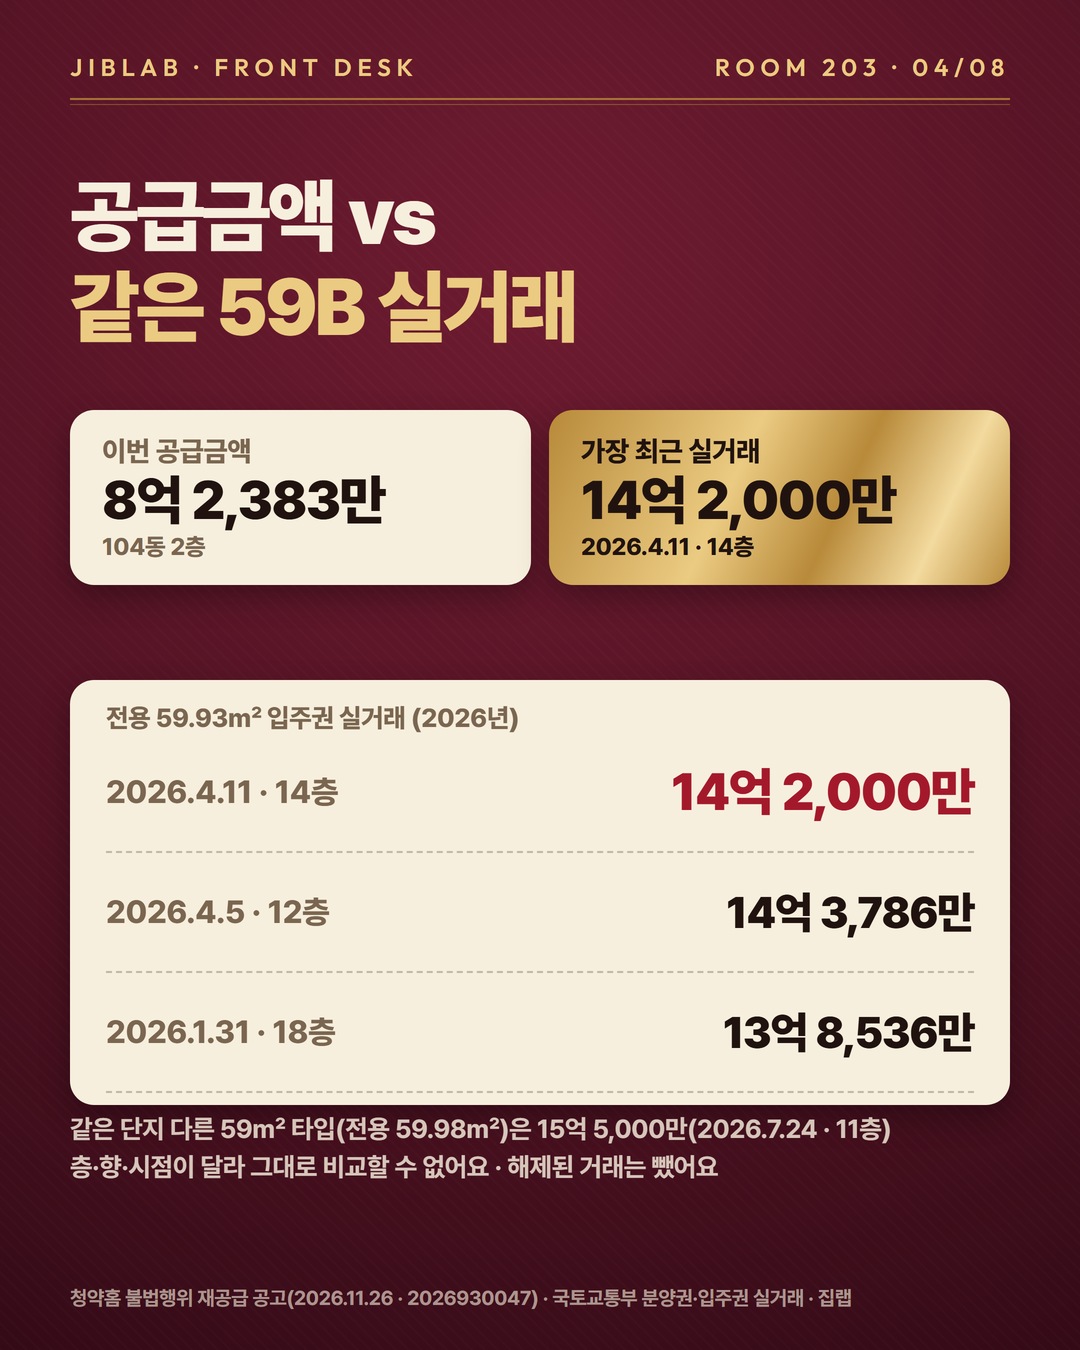 JIBLAB · FRONT DESK
ROOM 203 · 04/08
공급금액 vs
같은 59B 실거래
이번 공급금액
8억 2,383만
104동 2층
가장 최근 실거래
14억 2,000만
2026.4.11 · 14층
전용 59.93m² 입주권 실거래 (2026년)
2026.4.11 · 14층 14억 2,000만
2026.4.5 · 12층 14억 3,786만
2026.1.31 · 18층 13억 8,536만
같은 단지 다른 59m² 타입(전용 59.98m²)은 15억 5,000만(2026.7.24 · 11층)
층·향·시점이 달라 그대로 비교할 수 없어요 · 해제된 거래는 뺐어요
청약홈 불법행위 재공급 공고(2026.11.26 · 2026930047) · 국토교통부 분양권·입주권 실거래 · 집랩